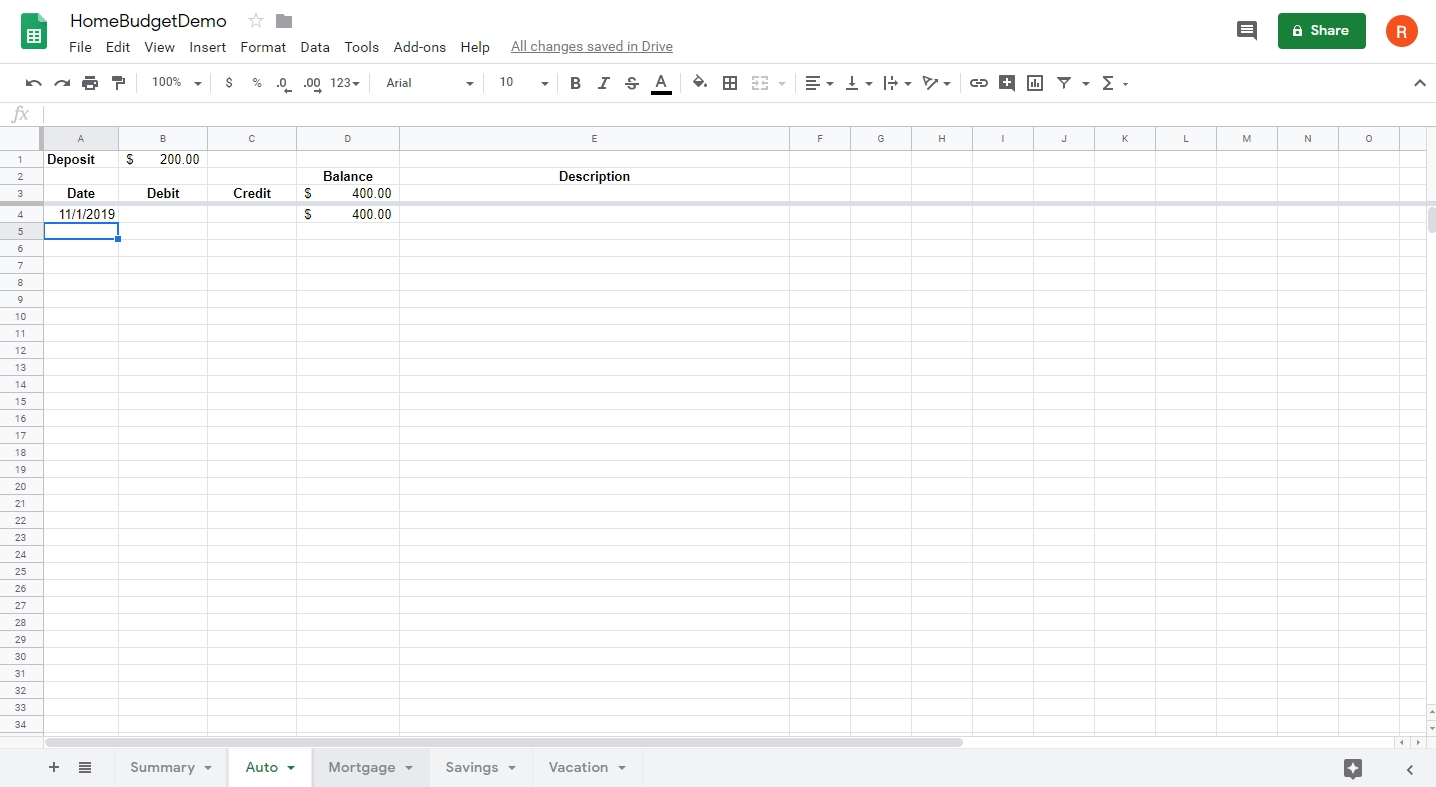 HomeBudgetDemo
File Edit View Insert Format Data Tools Add-ons Help All changes saved in Drive
Share
R
100% $ % .0 .00 123 Arial 10 B I S A Σ
fx
A B C D E F G H I J K L M N O
1 Deposit $ 200.00
2 Balance Description
3 Date Debit Credit $ 400.00
4 11/1/2019 $ 400.00
5
6
7
8
9
10
11
12
13
14
15
16
17
18
19
20
21
22
23
24
25
26
27
28
29
30
31
32
33
34
+ Summary Auto Mortgage Savings Vacation